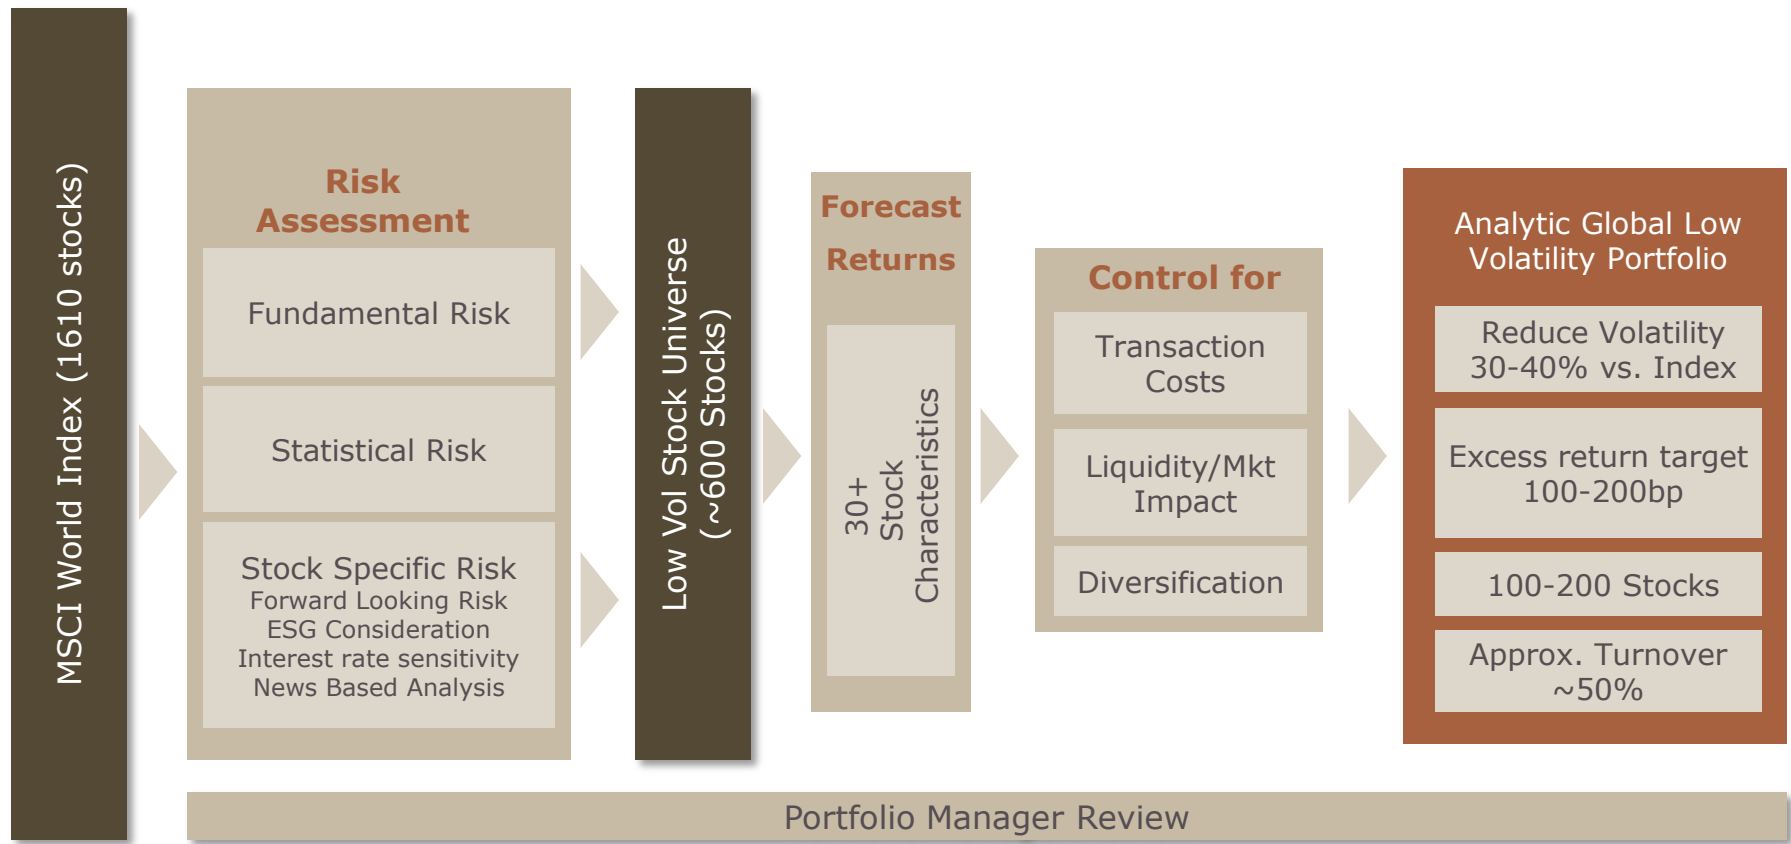 MSCI World Index (1610 stocks)
Risk
Assessment
Fundamental Risk
Statistical Risk
Stock Specific Risk
Forward Looking Risk
ESG Consideration
Interest rate sensitivity
News Based Analysis
Low Vol Stock Universe
(~600 Stocks)
Forecast
Returns
30+
Stock
Characteristics
Control for
Transaction
Costs
Liquidity/Mkt
Impact
Diversification
Analytic Global Low
Volatility Portfolio
Reduce Volatility
30-40% vs. Index
Excess return target
100-200bp
100-200 Stocks
Approx. Turnover
~50%
Portfolio Manager Review